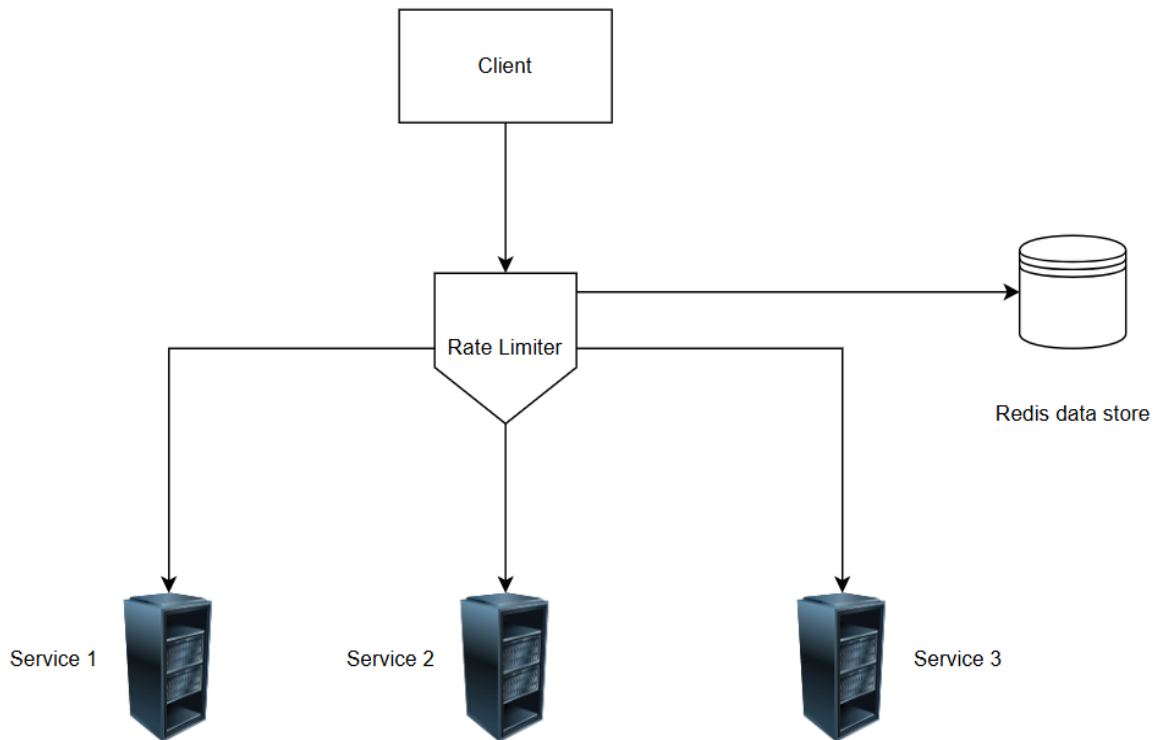 Client
Rate Limiter
Redis data store
Service 1
Service 2
Service 3